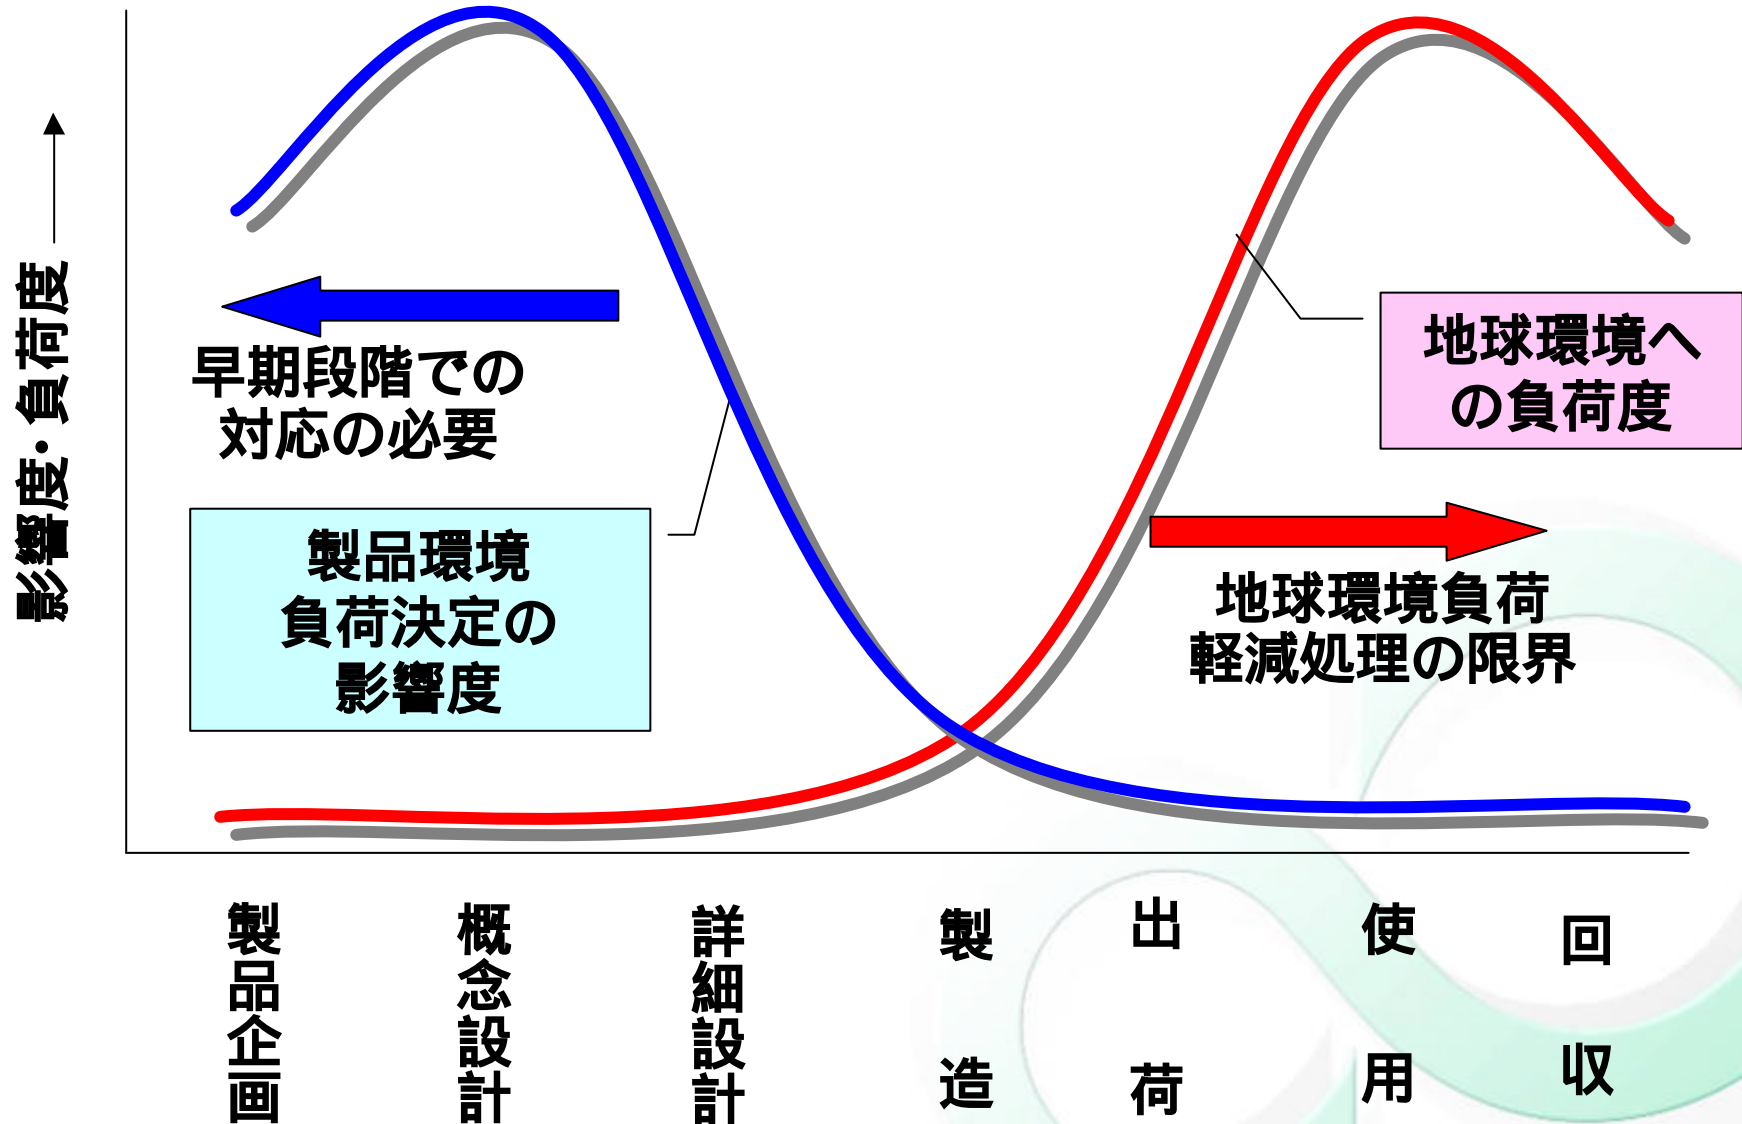 影響度・負荷度
早期段階での
対応の必要
製品環境
負荷決定の
影響度
地球環境へ
の負荷度
地球環境負荷
軽減処理の限界
製品企画
概念設計
詳細設計
製造
出荷
使用
回収